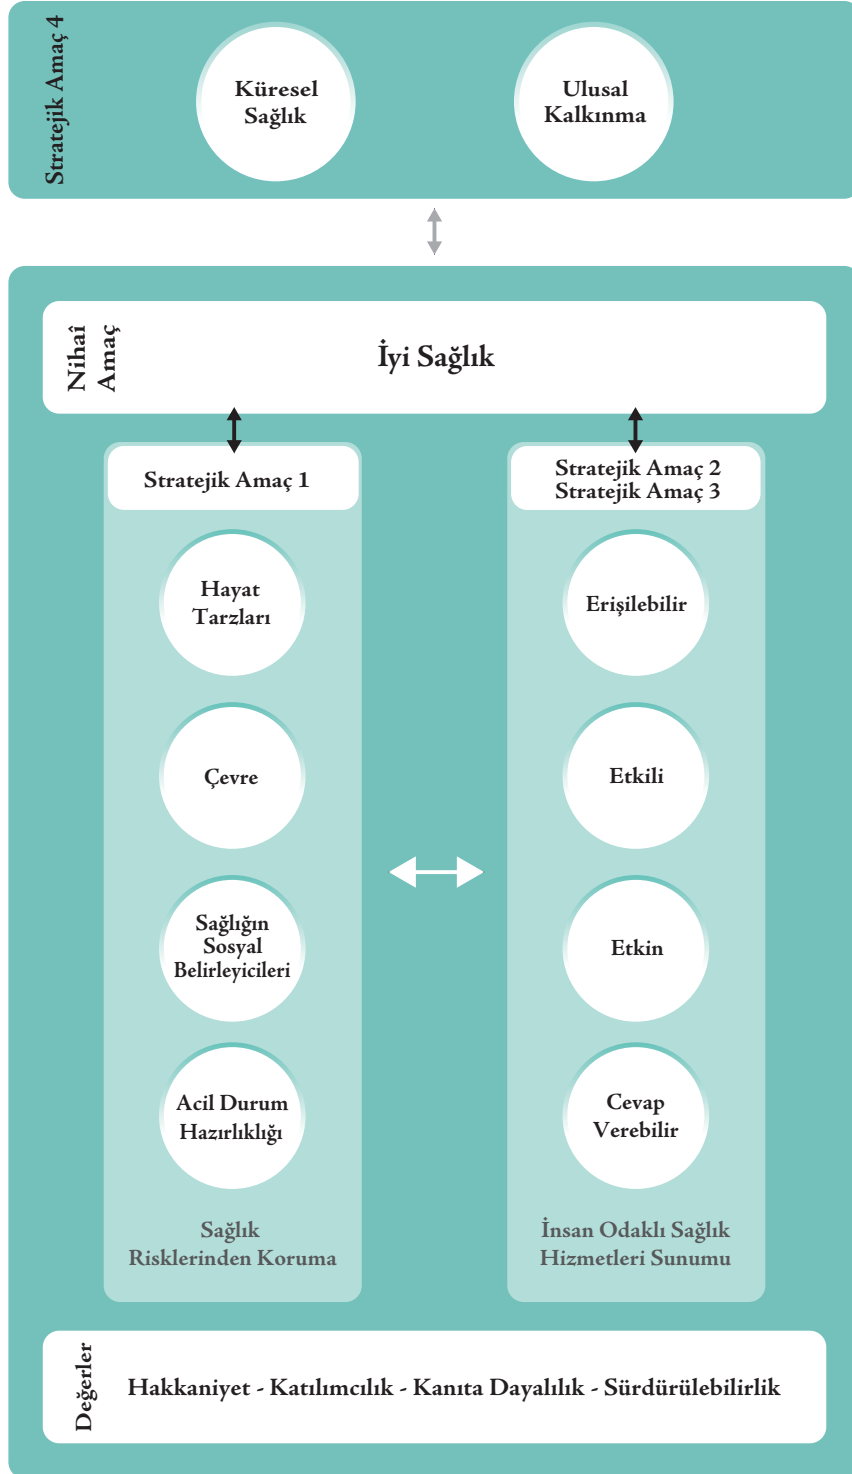 Stratejik Amaç 4
Küresel
Sağlık
Ulusal
Kalkınma
Nihaî
Amaç
İyi Sağlık
Stratejik Amaç 1
Hayat
Tarzları
Çevre
Sağlığın
Sosyal
Belirleyicileri
Acil Durum
Hazırlıklığı
Sağlık
Risklerinden Koruma
Stratejik Amaç 2
Stratejik Amaç 3
Erişilebilir
Etkili
Etkin
Cevap
Verebilir
İnsan Odaklı Sağlık
Hizmetleri Sunumu
Değerler
Hakkaniyet - Katılımcılık - Kanıta Dayalılık - Sürdürülebilirlik